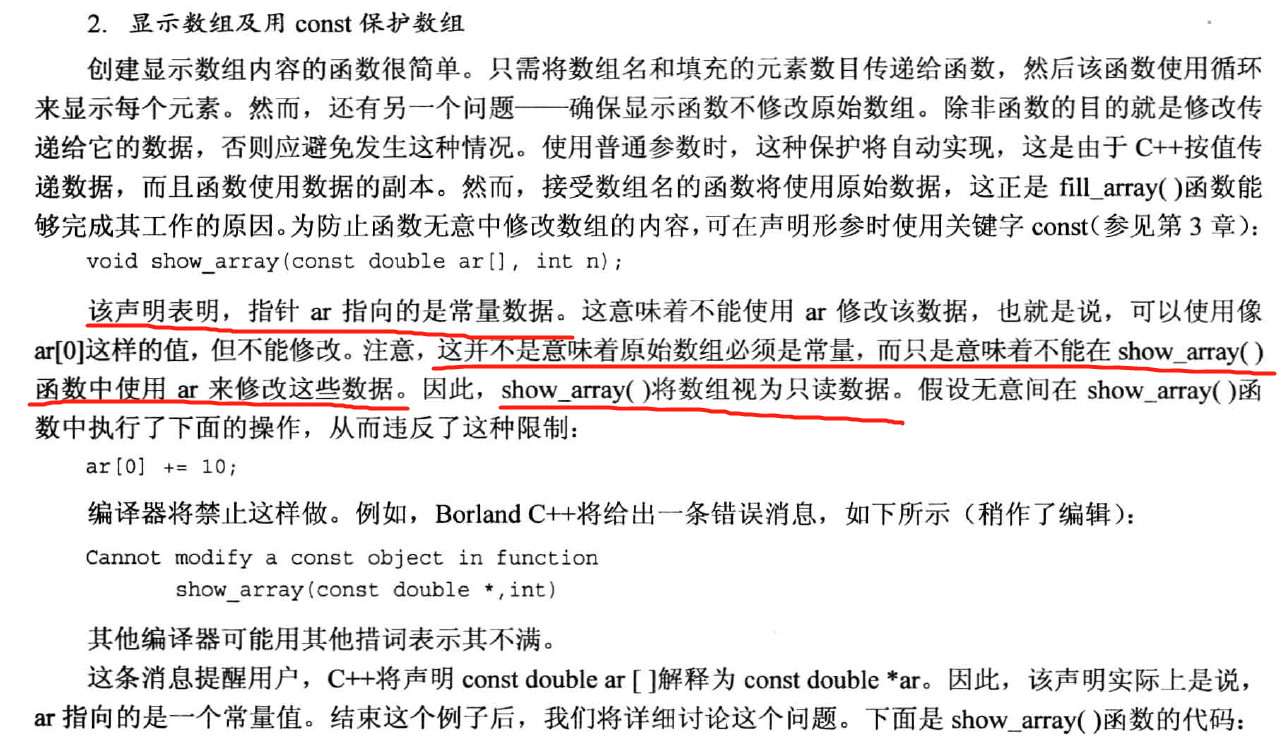 2. 显示数组及用 const 保护数组
创建显示数组内容的函数很简单。只需将数组名和填充的元素数目传递给函数，然后该函数使用循环
来显示每个元素。然而，还有另一个问题——确保显示函数不修改原始数组。除非函数的目的就是修改传
递给它的数据，否则应避免发生这种情况。使用普通参数时，这种保护将自动实现，这是由于 C++按值传
递数据，而且函数使用数据的副本。然而，接受数组名的函数将使用原始数据，这正是 fill_array( )函数能
够完成其工作的原因。为防止函数无意中修改数组的内容，可在声明形参时使用关键字 const（参见第 3 章）：
void show_array(const double ar[], int n);
该声明表明，指针 ar 指向的是常量数据。这意味着不能使用 ar 修改该数据，也就是说，可以使用像
ar[0]这样的值，但不能修改。注意，这并不是意味着原始数组必须是常量，而只是意味着不能在 show_array( )
函数中使用 ar 来修改这些数据。因此，show_array( )将数组视为只读数据。假设无意间在 show_array( )函
数中执行了下面的操作，从而违反了这种限制：
ar[0] += 10;
编译器将禁止这样做。例如，Borland C++将给出一条错误消息，如下所示（稍作了编辑）：
Cannot modify a const object in function
show_array(const double *,int)
其他编译器可能用其他措词表示其不满。
这条消息提醒用户，C++将声明 const double ar [ ]解释为 const double *ar。因此，该声明实际上是说，
ar 指向的是一个常量值。结束这个例子后，我们将详细讨论这个问题。下面是 show_array( )函数的代码：